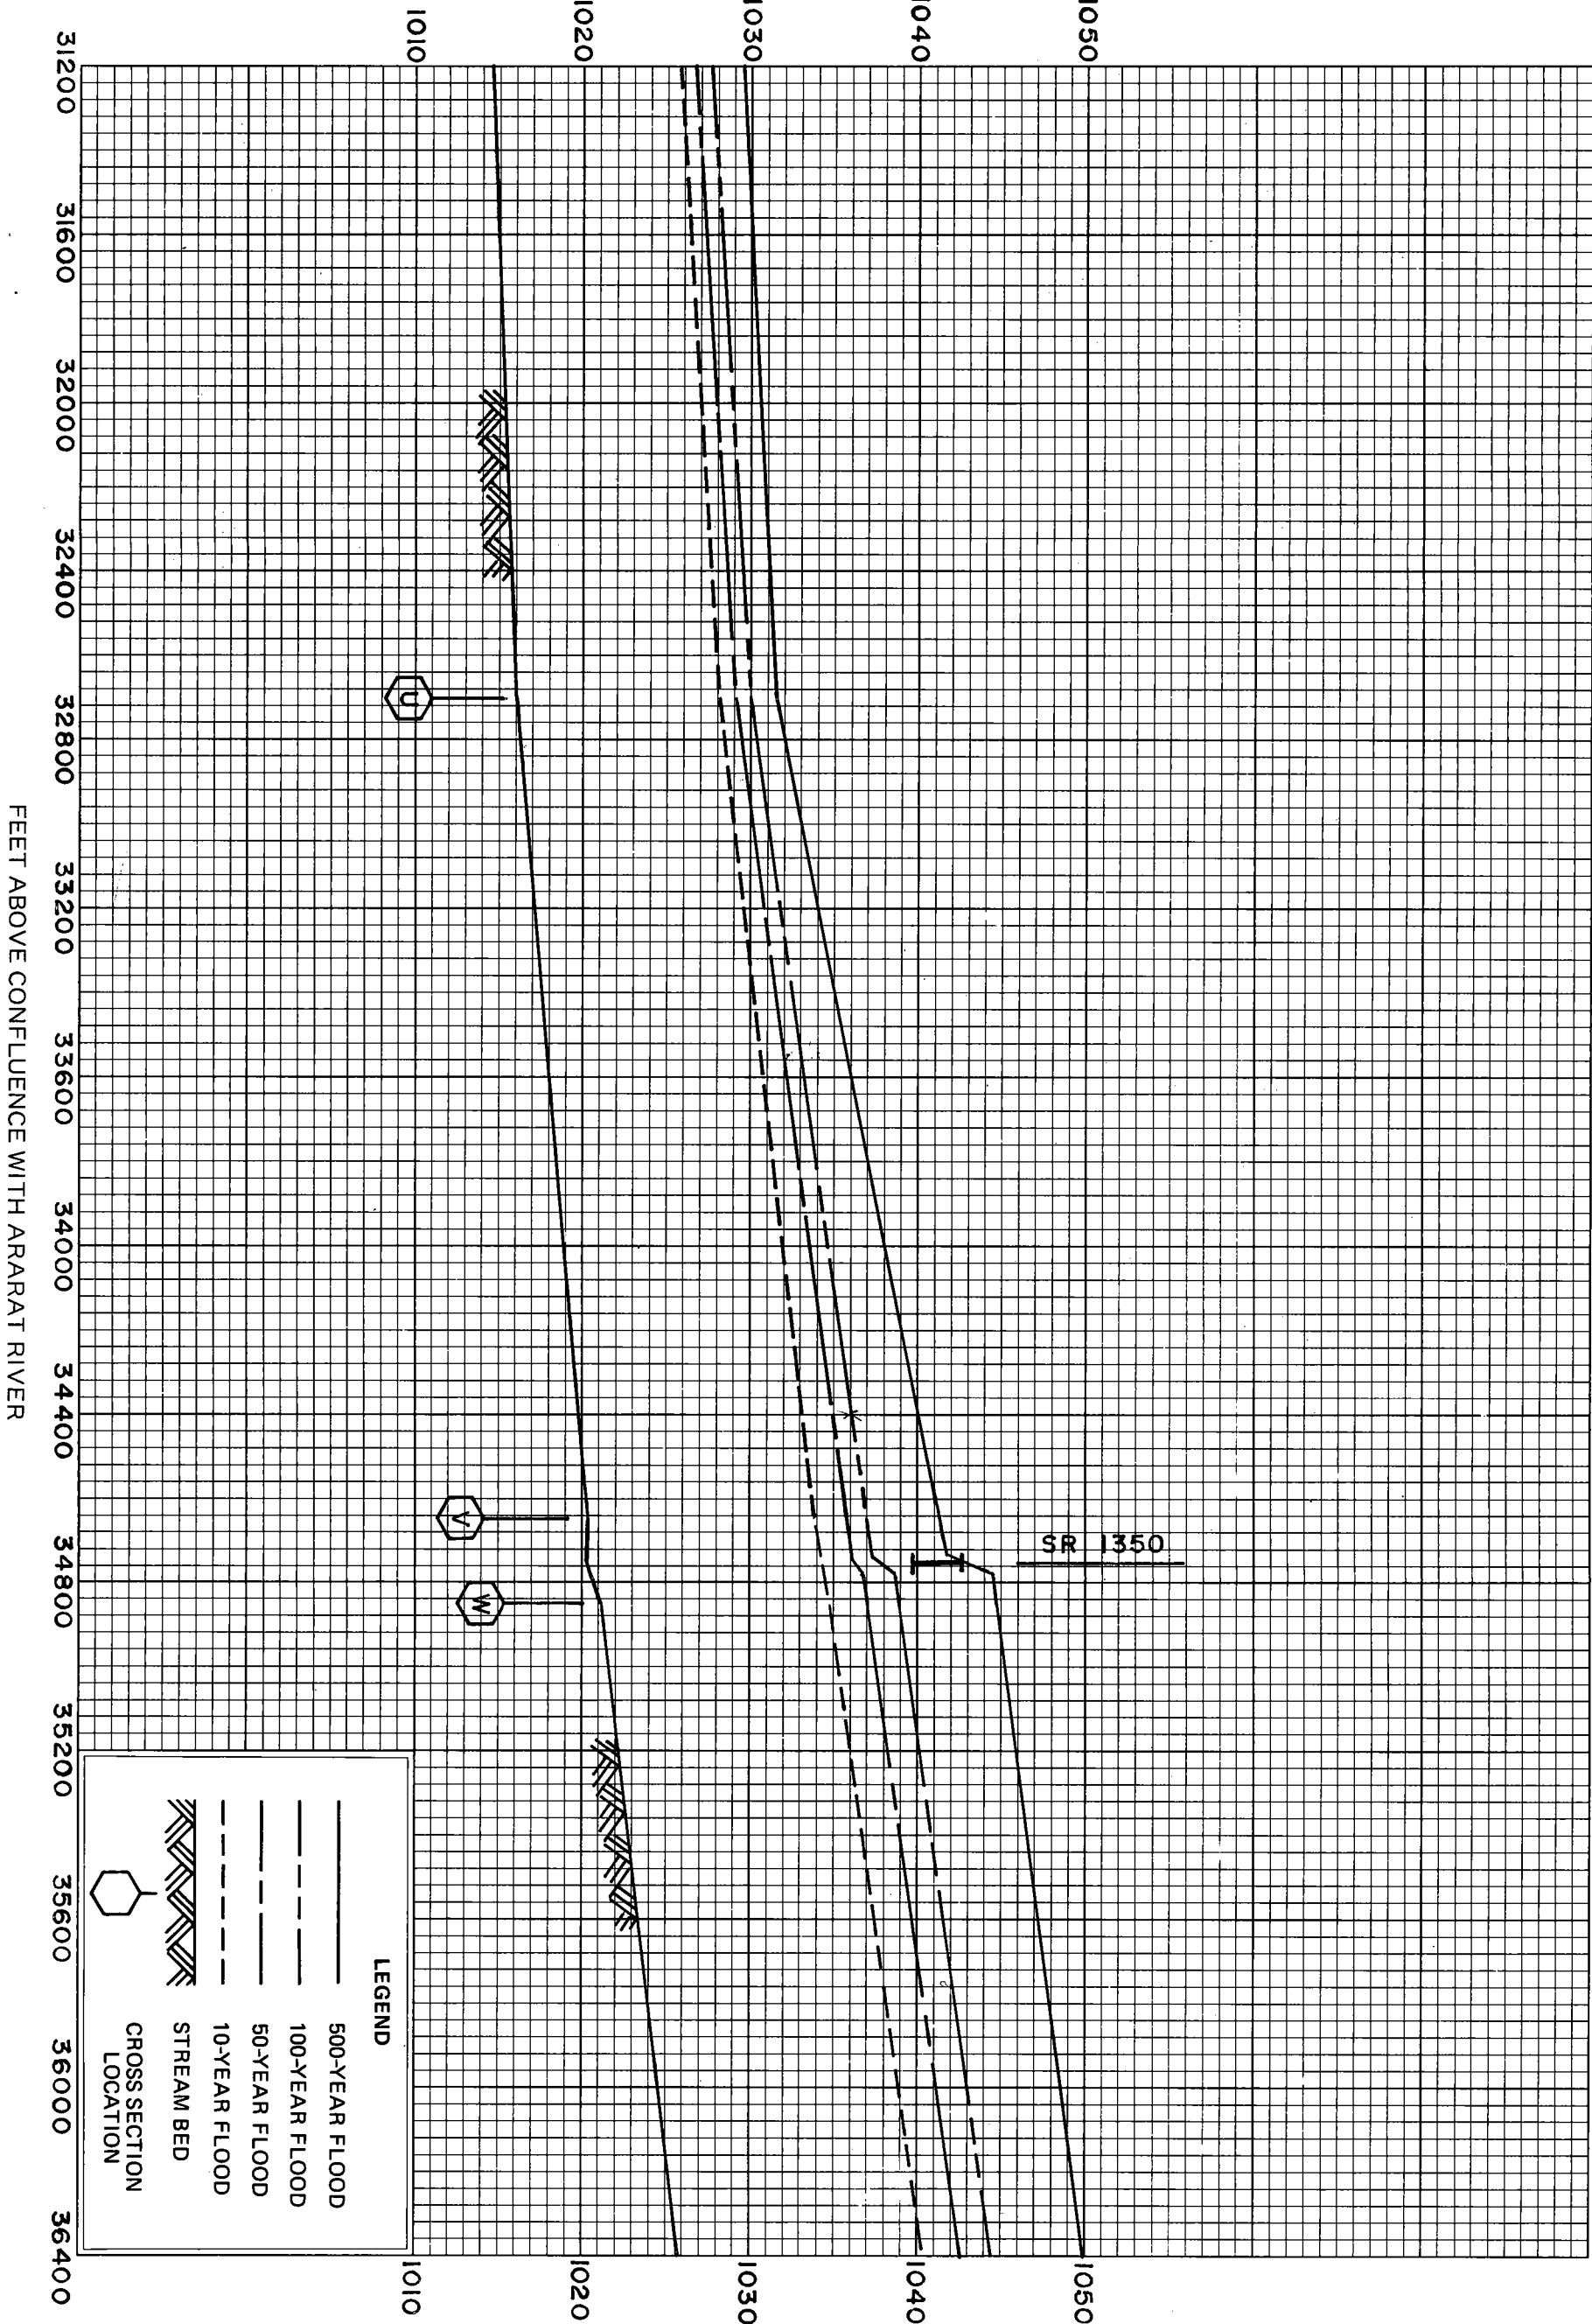 1050
1040
1030
1020
1010
SR 1350
U
V
W
LEGEND
500-YEAR FLOOD
100-YEAR FLOOD
50-YEAR FLOOD
10-YEAR FLOOD
STREAM BED
CROSS SECTION
LOCATION
1050
1040
1030
1020
1010
31200
31600
32000
32400
32800
33200
33600
34000
34400
34800
35200
35600
36000
36400
FEET ABOVE CONFLUENCE WITH ARARAT RIVER